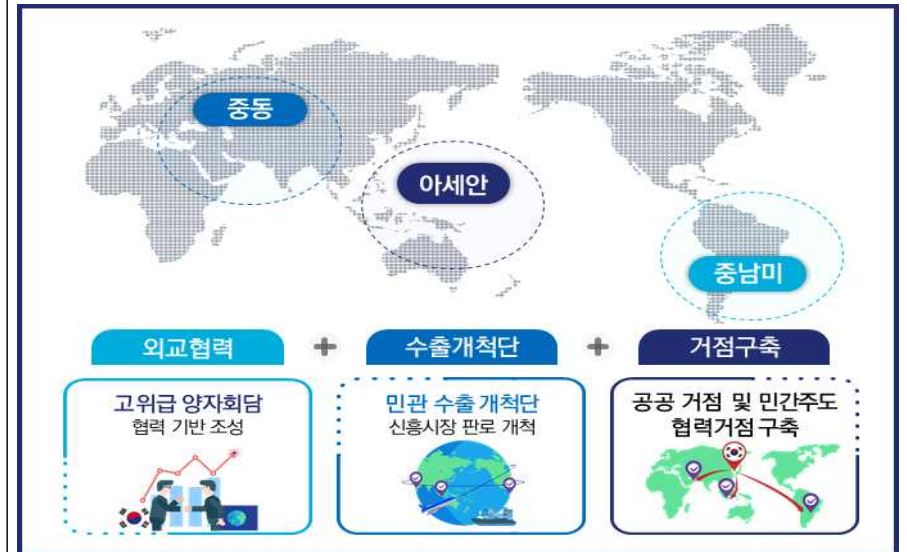 중동
아세안
중남미
외교협력 + 수출개척단 + 거점구축
고위급 양자회담
협력 기반 조성
민관 수출 개척단
신흥시장 판로 개척
공공 거점 및 민간주도
협력거점 구축